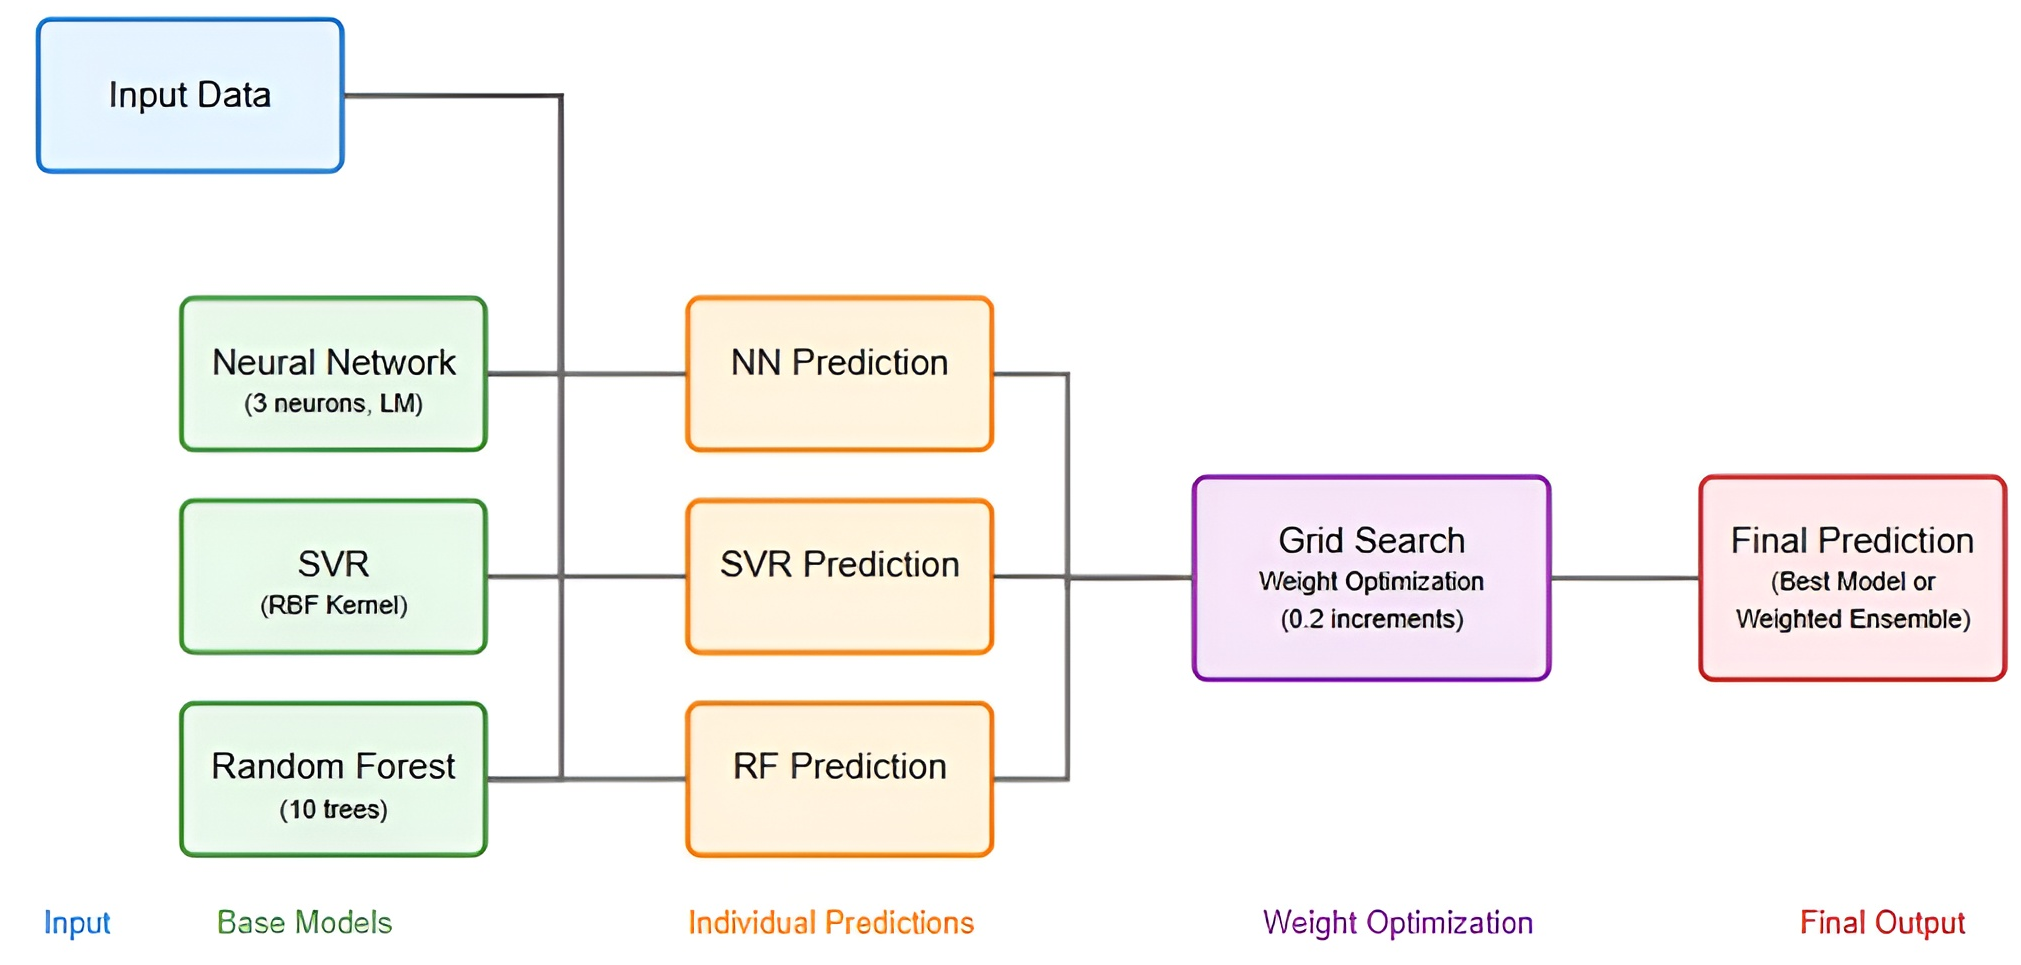 Input Data
Neural Network
(3 neurons, LM)
NN Prediction
SVR
(RBF Kernel)
SVR Prediction
Random Forest
(10 trees)
RF Prediction
Grid Search
Weight Optimization
(0.2 increments)
Final Prediction
(Best Model or
Weighted Ensemble)
Input
Base Models
Individual Predictions
Weight Optimization
Final Output